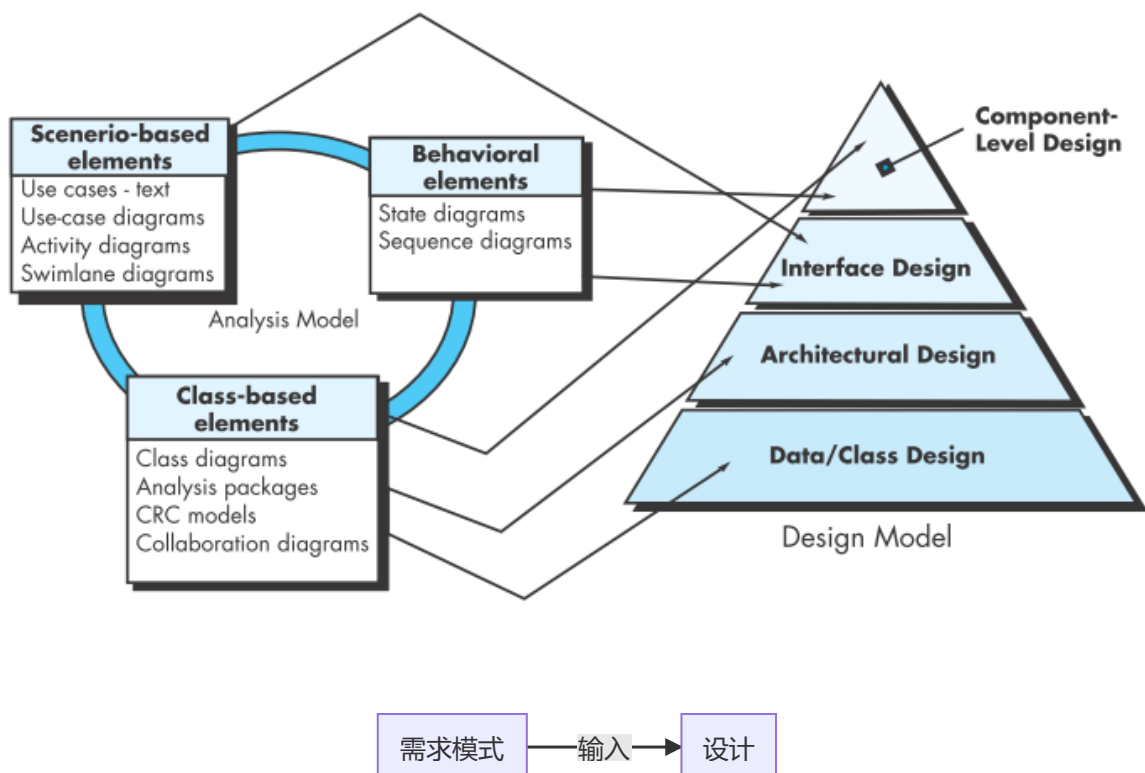 Scenerio-based
elements
Use cases - text
Use-case diagrams
Activity diagrams
Swimlane diagrams
Behavioral
elements
State diagrams
Sequence diagrams
Analysis Model
Class-based
elements
Class diagrams
Analysis packages
CRC models
Collaboration diagrams
Component-
Level Design
Interface Design
Architectural Design
Data/Class Design
Design Model
需求模式
输入
设计